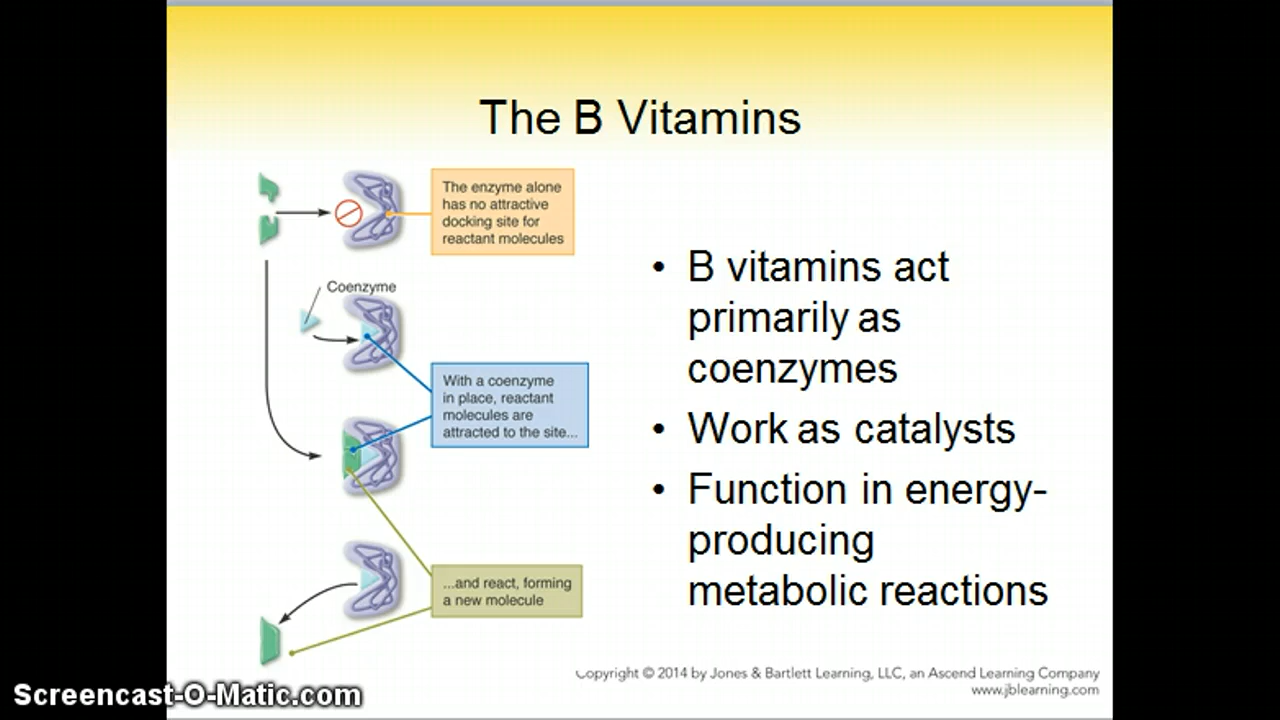 The B Vitamins
The enzyme alone
has no attractive
docking site for
reactant molecules
Coenzyme
With a coenzyme
in place, reactant
molecules are
attracted to the site...
...and react, forming
a new molecule
• B vitamins act
primarily as
coenzymes
• Work as catalysts
• Function in energy-
producing
metabolic reactions
Copyright © 2014 by Jones & Bartlett Learning, LLC, an Ascend Learning Company
www.jblearning.com
Screencast-O-Matic.com